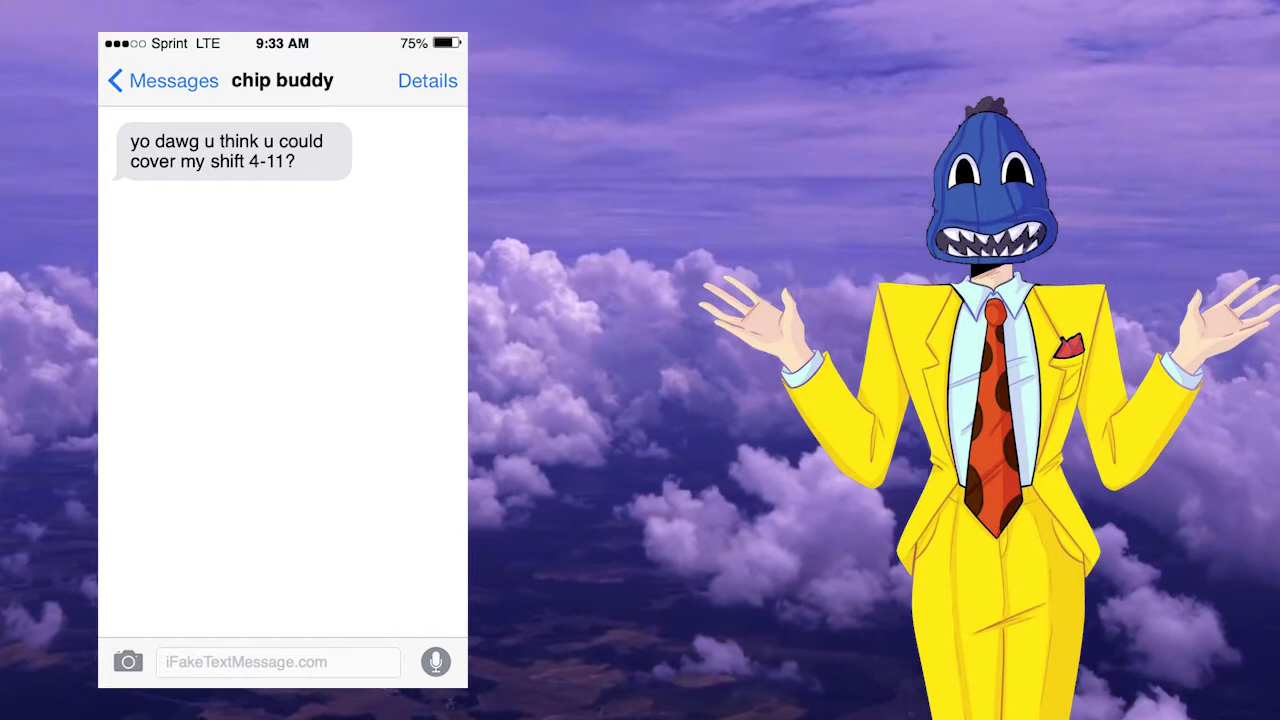 Sprint LTE 9:33 AM 75%
Messages chip buddy Details
yo dawg u think u could
cover my shift 4-11?
iFakeTextMessage.com